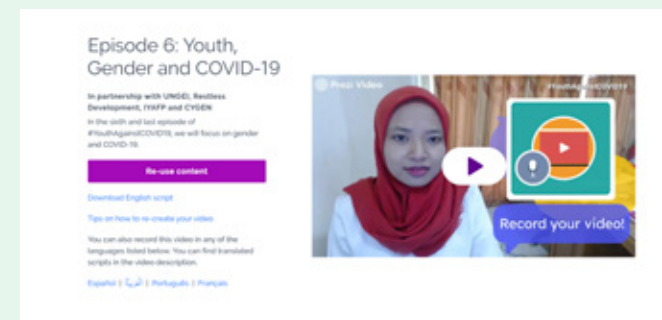 Episode 6: Youth,
Gender and COVID-19
In partnership with UNGEI, Restless
Development, IYAFP and CYGEN
In the sixth and last episode of
#YouthAgainstCOVID19, we will focus on gender
and COVID-19.
Re-use content
Download English script
Tips on how to re-create your video
You can also record this video in any of the
languages listed below. You can find translated
scripts in the video description.
Español | العربية | Português | Français
Prezi Video
#YouthAgainstCOVID19
Record your video!